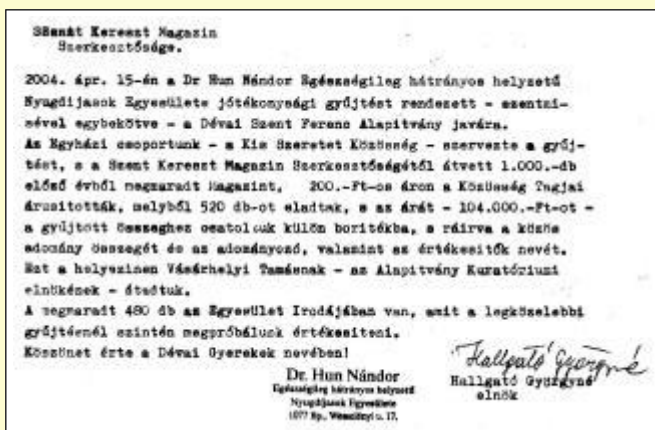 Szent Kereszt Magazin
Szerkesztősége.
2004. ápr. 15-én a Dr Hun Nándor Egészségileg hátrányos helyzetű
Nyugdíjasok Egyesülete jótékonysági gyűjtést rendezett - szentmi-
sével egybekötve - a Dévai Szent Ferenc Alapítvány javára.
Az Egyházi csoportunk - a Kis Szeretet Közösség - szervezte a gyűj-
tést, s a Szent Kereszt Magazin Szerkesztőségétől átvett 1.000.-db
előző évből megmaradt Magazint, 200.-Ft-os áron a Közösség Tagjai
árusították, melyből 520 db-ot eladtak, s az árát - 104.000.-Ft-ot -
a gyűjtött összeghez csatoltuk külön borítékba, s ráírva a közös
adomány összegét és az adományozó, valamint az értékesítők nevét.
Ezt a helyszínen Vásárhelyi Tamásnak - az Alapítvány Kuratóriumi
elnökének - átadtuk.
A megmaradt 480 db az Egyesület Irodájában van, amit a legközelebbi
gyűjtésnél szintén megpróbálunk értékesíteni.
Köszönet érte a Dévai Gyerekek nevében!
Hallgató Györgyné
Hallgató Györgyné
elnök
Dr. Hun Nándor
Egészségileg hátrányos helyzetű
Nyugdíjasok Egyesülete
1077 Bp., Wesselényi u. 17.